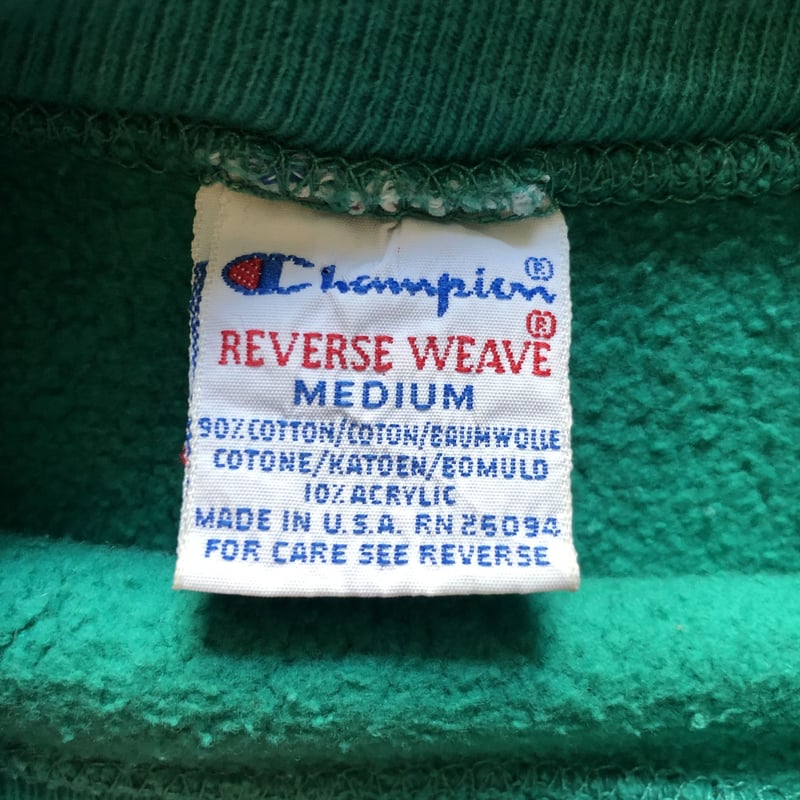 Champion®
REVERSE WEAVE®
MEDIUM
90% COTTON/COTON/BAUMWOLLE
COTONE/KATOEN/BOMULD
10% ACRYLIC
MADE IN U.S.A. RN 26094
FOR CARE SEE REVERSE